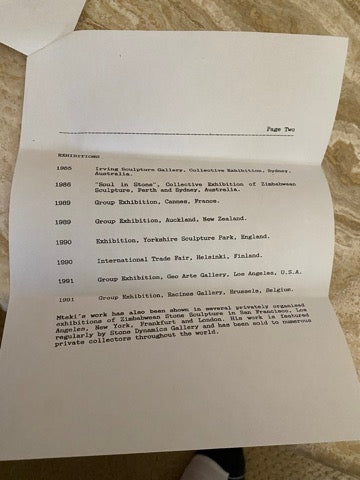 Page Two
EXHIBITIONS
1985 Irving Sculpture Gallery, Collective Exhibition, Sydney,
Australia.
1986 "Soul in Stone", Collective Exhibition of Zimbabwean
Sculpture, Perth and Sydney, Australia.
1989 Group Exhibition, Cannes, France.
1989 Group Exhibition, Auckland, New Zealand.
1990 Exhibition, Yorkshire Sculpture Park, England.
1990 International Trade Fair, Helsinki, Finland.
1991 Group Exhibition, Geo Arte Gallery, Los Angeles, U.S.A.
1991 Group Exhibition, Racines Gallery, Brussels, Belgium.
Mteki's work has also been shown in several privately organised
exhibitions of Zimbabwean Stone Sculpture in San Francisco, Los
Angeles, New York, Frankfurt and London. His work is featured
regularly by Stone Dynamics Gallery and has been sold to numerous
private collectors throughout the world.